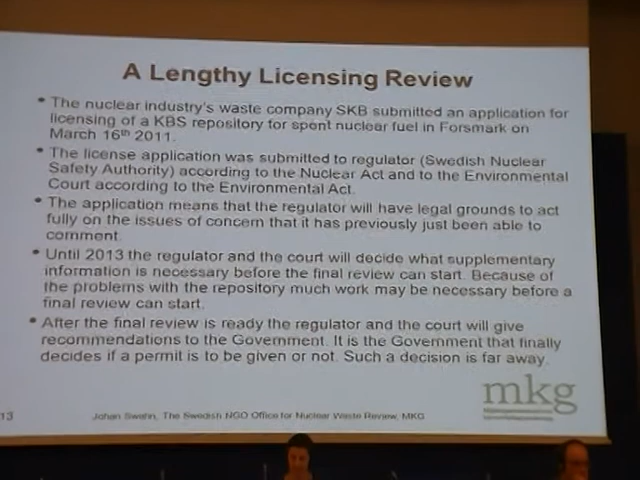 A Lengthy Licensing Review
• The nuclear industry's waste company SKB submitted an application for
licensing of a KBS repository for spent nuclear fuel in Forsmark on
March 16th 2011.
• The license application was submitted to regulator (Swedish Nuclear
Safety Authority) according to the Nuclear Act and to the Environmental
Court according to the Environmental Act.
• The application means that the regulator will have legal grounds to act
fully on the issues of concern that it has previously just been able to
comment.
• Until 2013 the regulator and the court will decide what supplementary
information is necessary before the final review can start. Because of
the problems with the repository much work may be necessary before a
final review can start.
• After the final review is ready the regulator and the court will give
recommendations to the Government. It is the Government that finally
decides if a permit is to be given or not. Such a decision is far away.
mkg
13
Johan Swahn, The Swedish NGO Office for Nuclear Waste Review, MKG